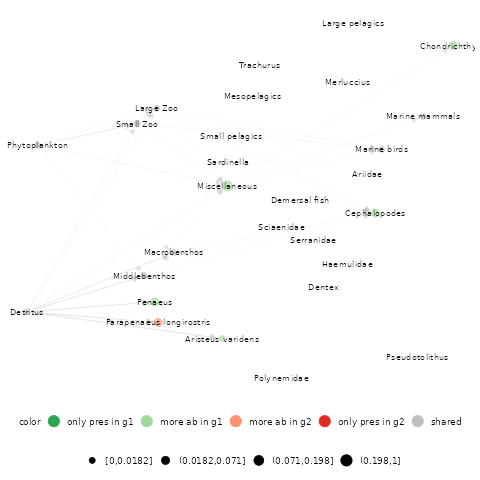 Large pelagics
Chondrichthy
Trachurus
Merluccius
Mesopelagics
Large Zoo
Marine mammals
Small Zoo
Small pelagics
Phytoplankton
Marine birds
Sardinella
Ariidae
Miscellaneous
Demersal fish
Cephalopodes
Sciaenidae
Serranidae
Macrobenthos
Haemulidae
Middlebenthos
Dentex
Penaeus
Detritus
Parapenaeus longirostris
Aristeus varidens
Pseudotolithus
Polynemidae
color only pres in g1 more ab in g1 more ab in g2 only pres in g2 shared
[0,0.0182] (0.0182,0.071] (0.071,0.198] (0.198,1]